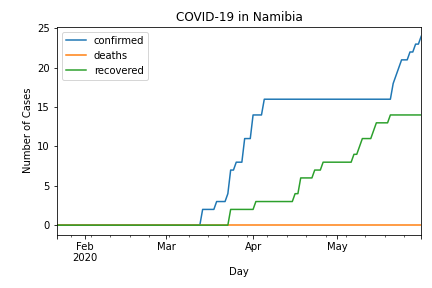 COVID-19 in Namibia
25
20
15
10
5
0
Number of Cases
confirmed
deaths
recovered
Feb
2020
Mar
Apr
May
Day